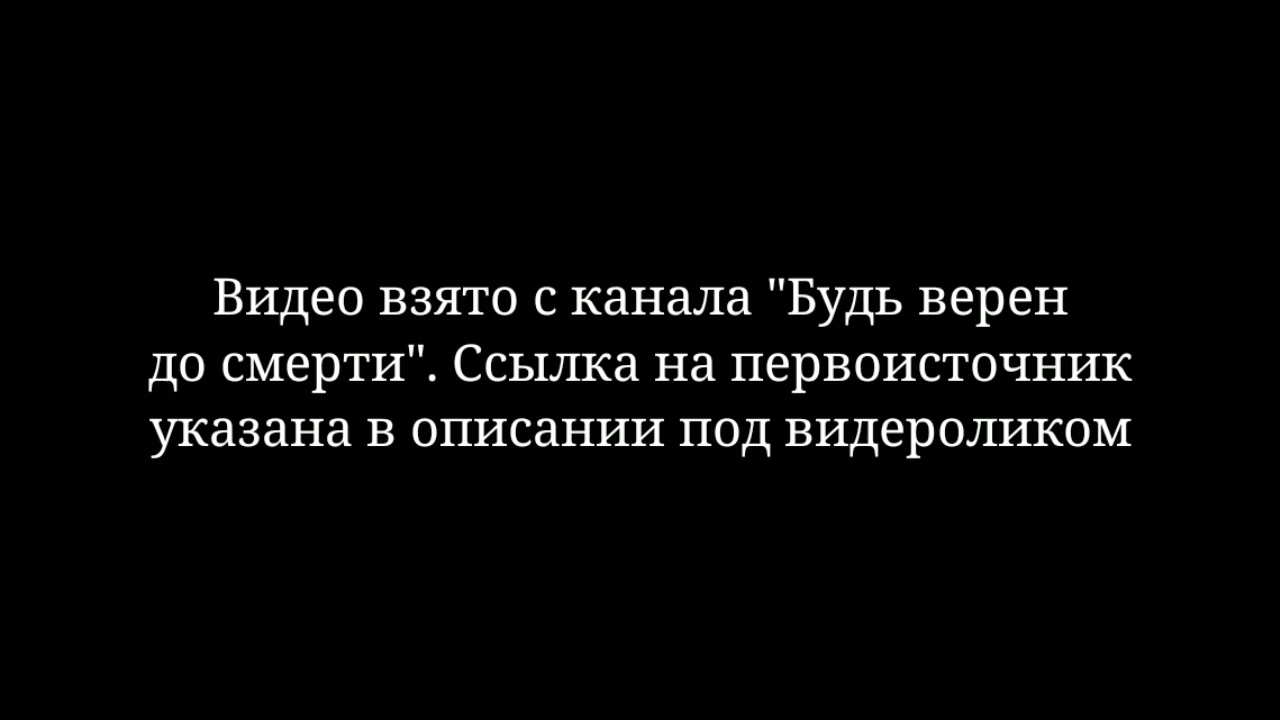 Видео взято с канала "Будь верен
до смерти". Ссылка на первоисточник
указана в описании под видероликом